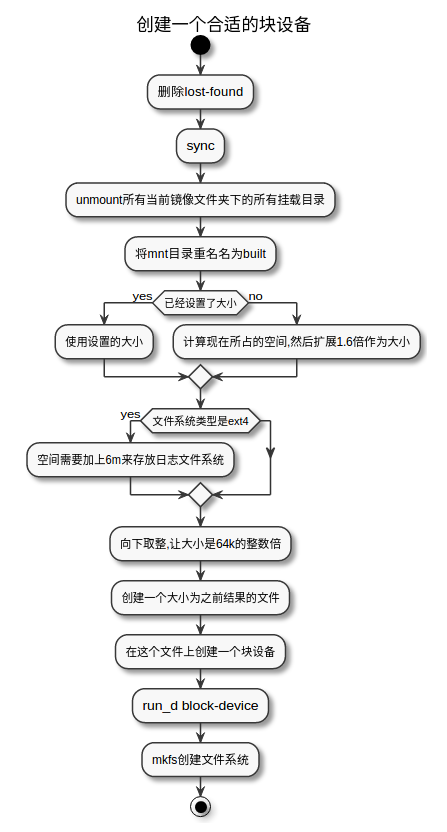 创建一个合适的块设备
删除lost-found
sync
unmount所有当前镜像文件夹下的所有挂载目录
将mnt目录重名名为built
yes
已经设置了大小
no
使用设置的大小
计算现在所占的空间,然后扩展1.6倍作为大小
yes
文件系统类型是ext4
空间需要加上6m来存放日志文件系统
向下取整,让大小是64k的整数倍
创建一个大小为之前结果的文件
在这个文件上创建一个块设备
run_d block-device
mkfs创建文件系统